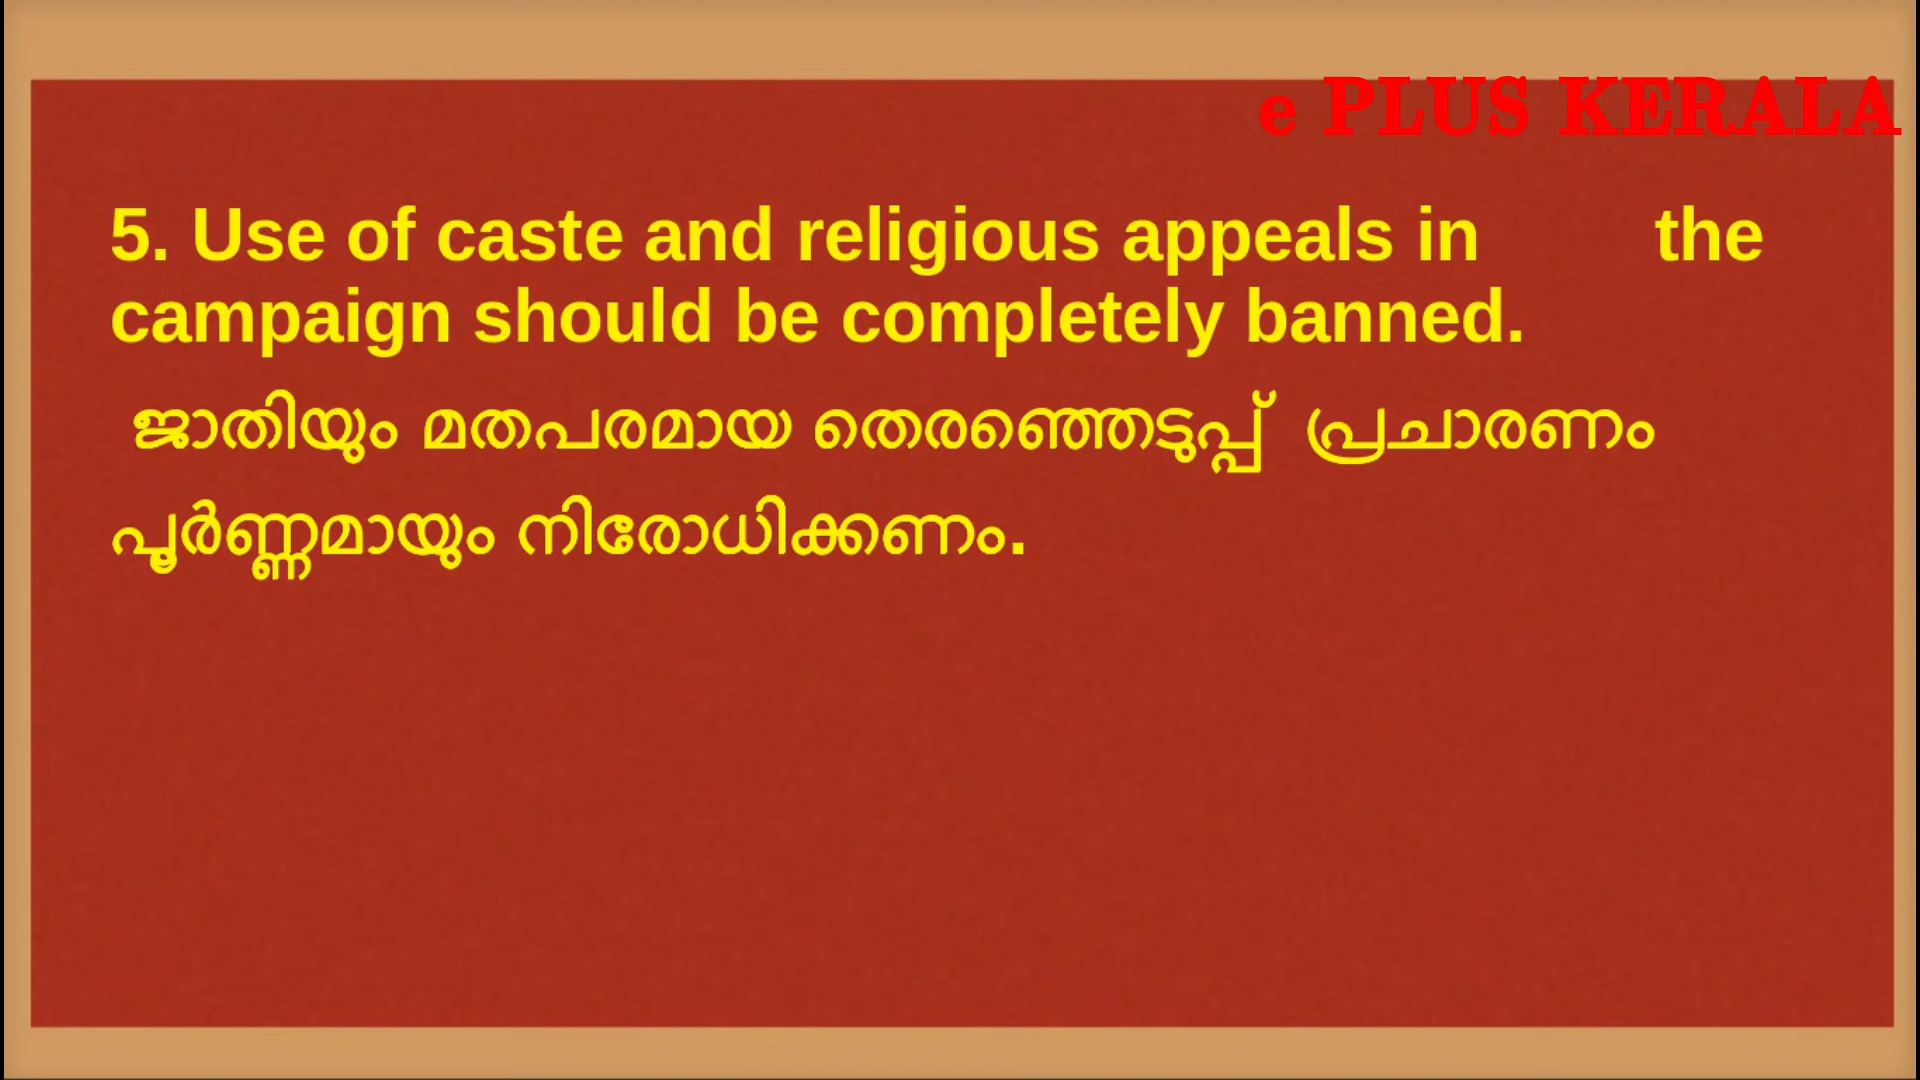 e PLUS KERALA
5. Use of caste and religious appeals in the
campaign should be completely banned.
ജാതിയും മതപരമായ തെരഞ്ഞെടുപ്പ് പ്രചാരണം
പൂർണ്ണമായും നിരോധിക്കണം.